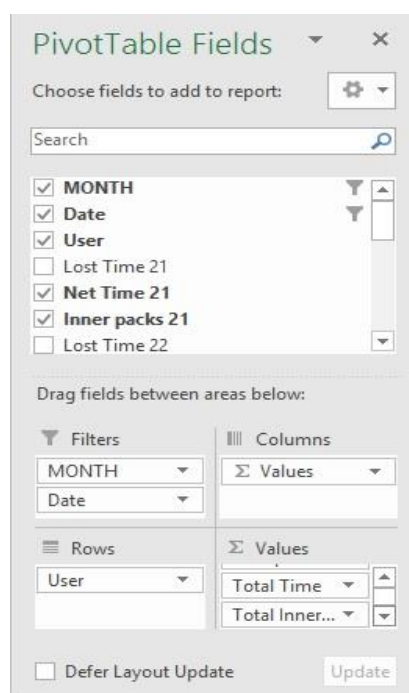 PivotTable Fields
Choose fields to add to report:
Search
MONTH
Date
User
Lost Time 21
Net Time 21
Inner packs 21
Lost Time 22
Drag fields between areas below:
Filters
MONTH
Date
Columns
Σ Values
Rows
User
Σ Values
Total Time
Total Inner...
Defer Layout Update
Update